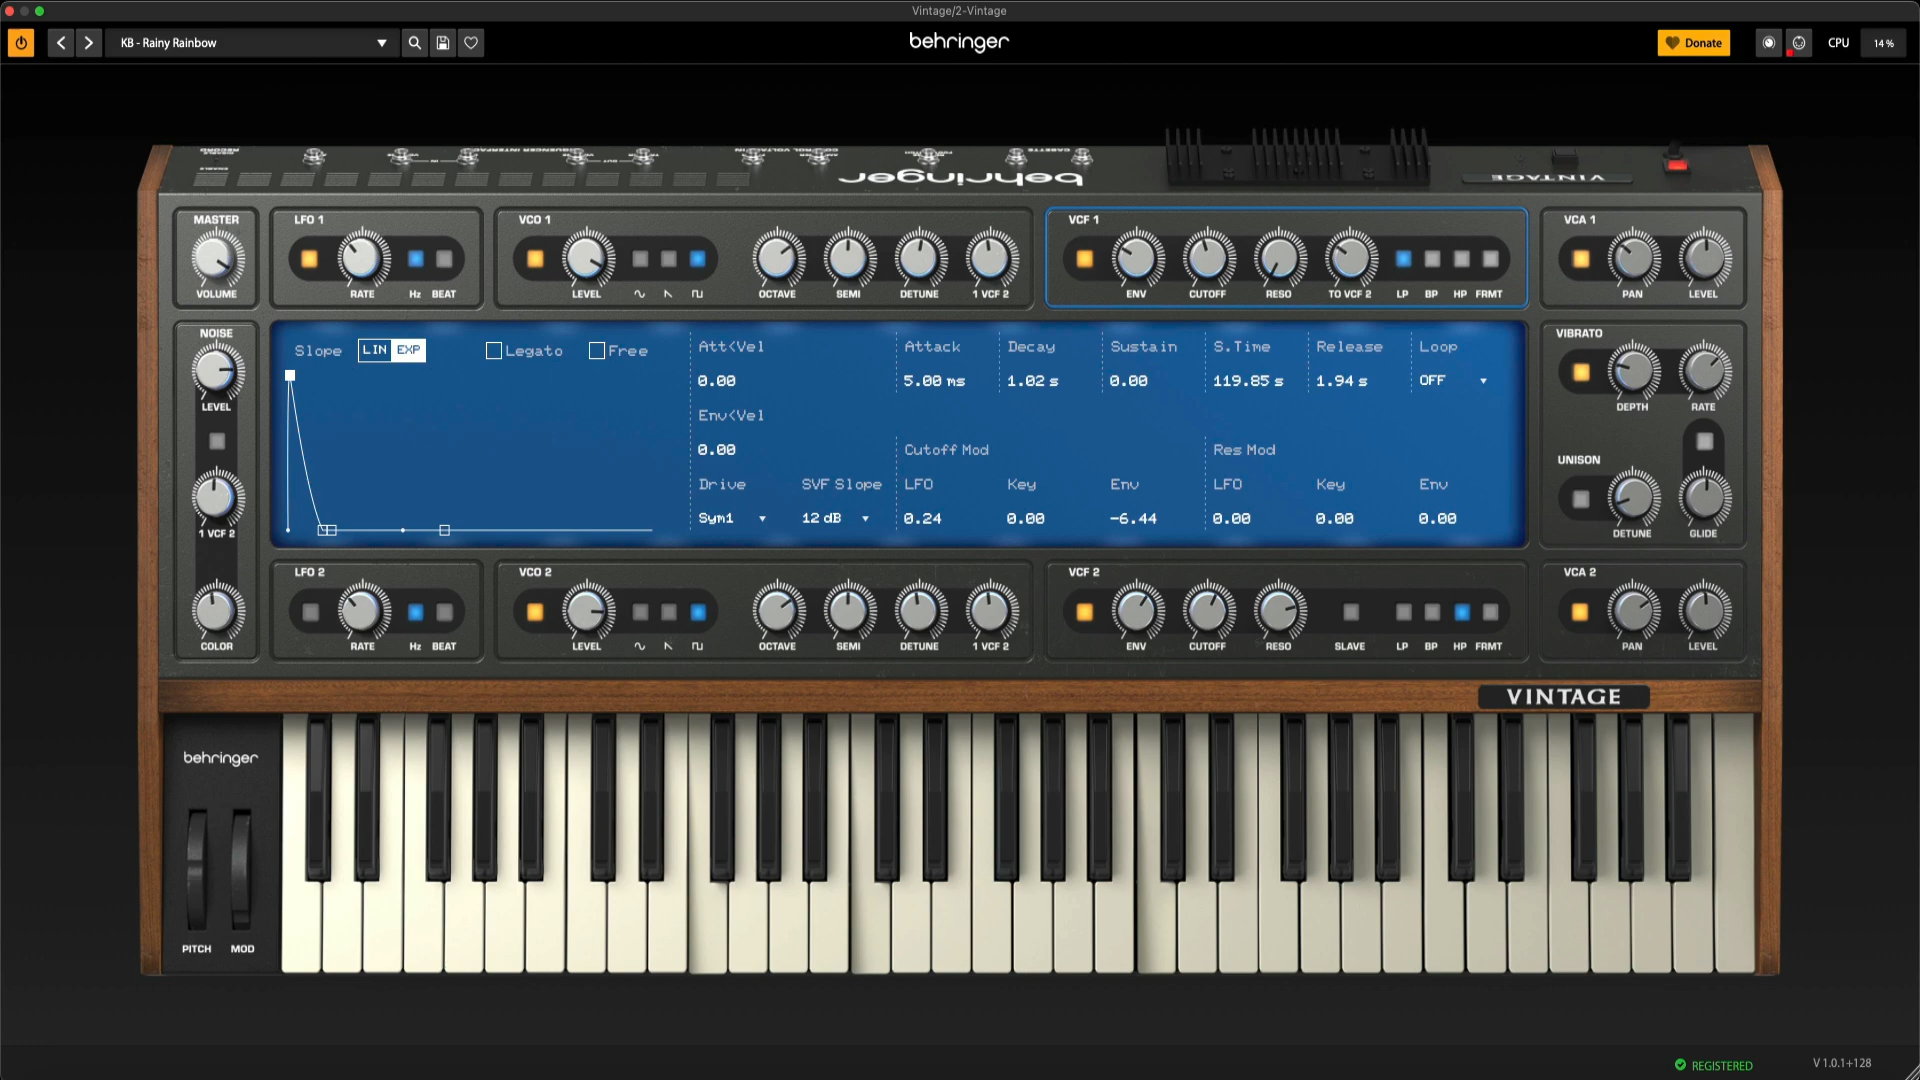 Vintage/2-Vintage
KB - Rainy Rainbow
behringer
Donate
CPU
14 %
behringer
VINTAGE
MASTER
VOLUME
LFO 1
RATE Hz BEAT
VCO 1
LEVEL OCTAVE SEMI DETUNE 1 VCF 2
VCF 1
ENV CUTOFF RESO TO VCF 2 LP BP HP FRMT
VCA 1
PAN LEVEL
NOISE
LEVEL
1 VCF 2
COLOR
Slope LIN EXP Legato Free
Att<Vel Attack Decay Sustain S.Time Release Loop
0.00 5.00 ms 1.02 s 0.00 119.85 s 1.94 s OFF
Env<Vel
0.00 Cutoff Mod Res Mod
Drive SVF Slope LFO Key Env LFO Key Env
Sym1 12 dB 0.24 0.00 -6.44 0.00 0.00 0.00
VIBRATO
DEPTH RATE
UNISON
DETUNE GLIDE
LFO 2
RATE Hz BEAT
VCO 2
LEVEL OCTAVE SEMI DETUNE 1 VCF 2
VCF 2
ENV CUTOFF RESO SLAVE LP BP HP FRMT
VCA 2
PAN LEVEL
VINTAGE
behringer
PITCH MOD
REGISTERED
V 1.0.1+128